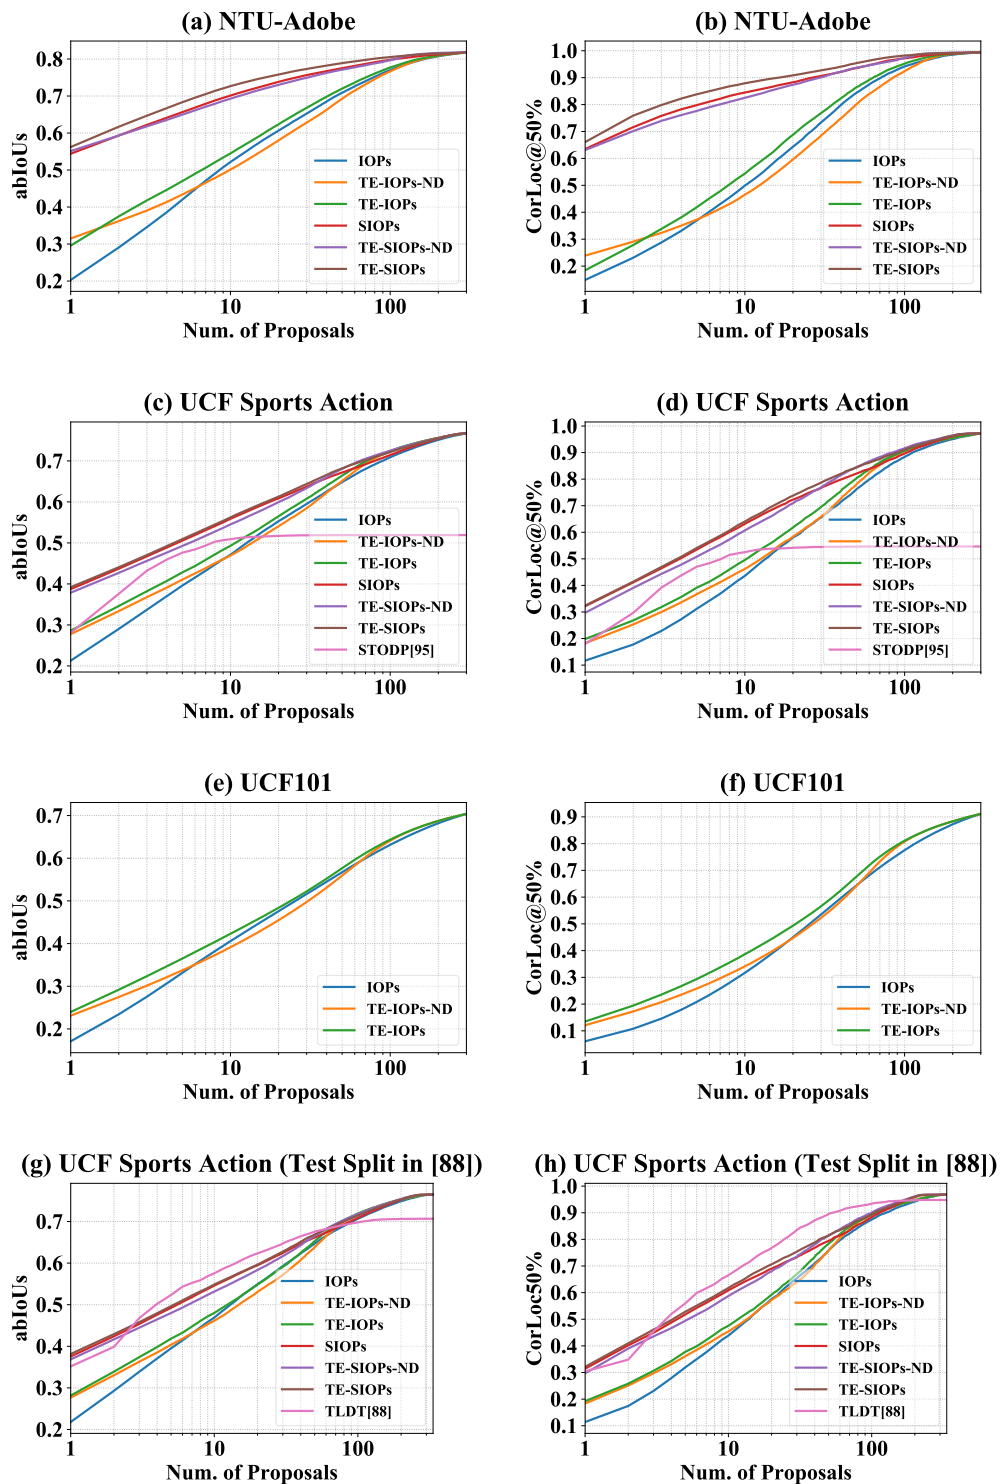 (a) NTU-Adobe
abIoUs
0.8
0.7
0.6
0.5
0.4
0.3
0.2
IOPs
TE-IOPs-ND
TE-IOPs
SIOPs
TE-SIOPs-ND
TE-SIOPs
1 10 100
Num. of Proposals
(b) NTU-Adobe
CorLoc@50%
1.0
0.9
0.8
0.7
0.6
0.5
0.4
0.3
0.2
IOPs
TE-IOPs-ND
TE-IOPs
SIOPs
TE-SIOPs-ND
TE-SIOPs
1 10 100
Num. of Proposals
(c) UCF Sports Action
abIoUs
0.7
0.6
0.5
0.4
0.3
0.2
IOPs
TE-IOPs-ND
TE-IOPs
SIOPs
TE-SIOPs-ND
TE-SIOPs
STODP[95]
1 10 100
Num. of Proposals
(d) UCF Sports Action
CorLoc@50%
1.0
0.9
0.8
0.7
0.6
0.5
0.4
0.3
0.2
0.1
IOPs
TE-IOPs-ND
TE-IOPs
SIOPs
TE-SIOPs-ND
TE-SIOPs
STODP[95]
1 10 100
Num. of Proposals
(e) UCF101
abIoUs
0.7
0.6
0.5
0.4
0.3
0.2
IOPs
TE-IOPs-ND
TE-IOPs
1 10 100
Num. of Proposals
(f) UCF101
CorLoc@50%
0.9
0.8
0.7
0.6
0.5
0.4
0.3
0.2
0.1
IOPs
TE-IOPs-ND
TE-IOPs
1 10 100
Num. of Proposals
(g) UCF Sports Action (Test Split in [88])
abIoUs
0.7
0.6
0.5
0.4
0.3
0.2
IOPs
TE-IOPs-ND
TE-IOPs
SIOPs
TE-SIOPs-ND
TE-SIOPs
TLDT[88]
1 10 100
Num. of Proposals
(h) UCF Sports Action (Test Split in [88])
CorLoc50%
1.0
0.9
0.8
0.7
0.6
0.5
0.4
0.3
0.2
0.1
IOPs
TE-IOPs-ND
TE-IOPs
SIOPs
TE-SIOPs-ND
TE-SIOPs
TLDT[88]
1 10 100
Num. of Proposals